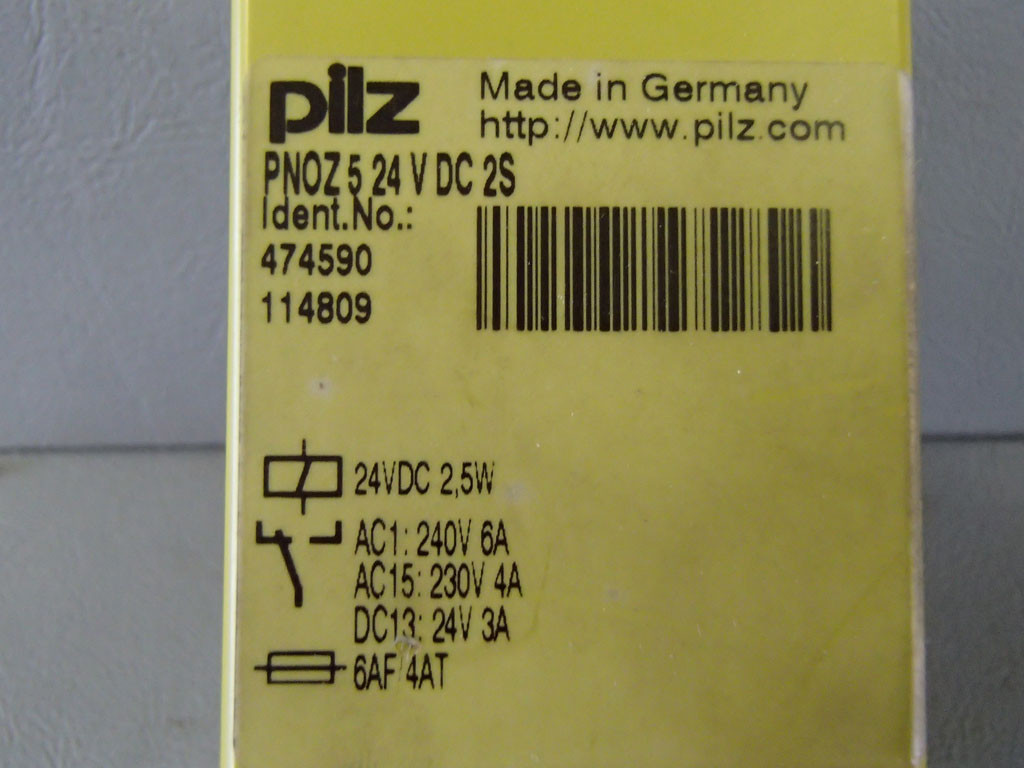 pilz
Made in Germany
http://www.pilz.com
PNOZ 5 24 V DC 2S
Ident.No.:
474590
114809
24VDC 2,5W
AC1: 240V 6A
AC15: 230V 4A
DC13: 24V 3A
6AF 4AT